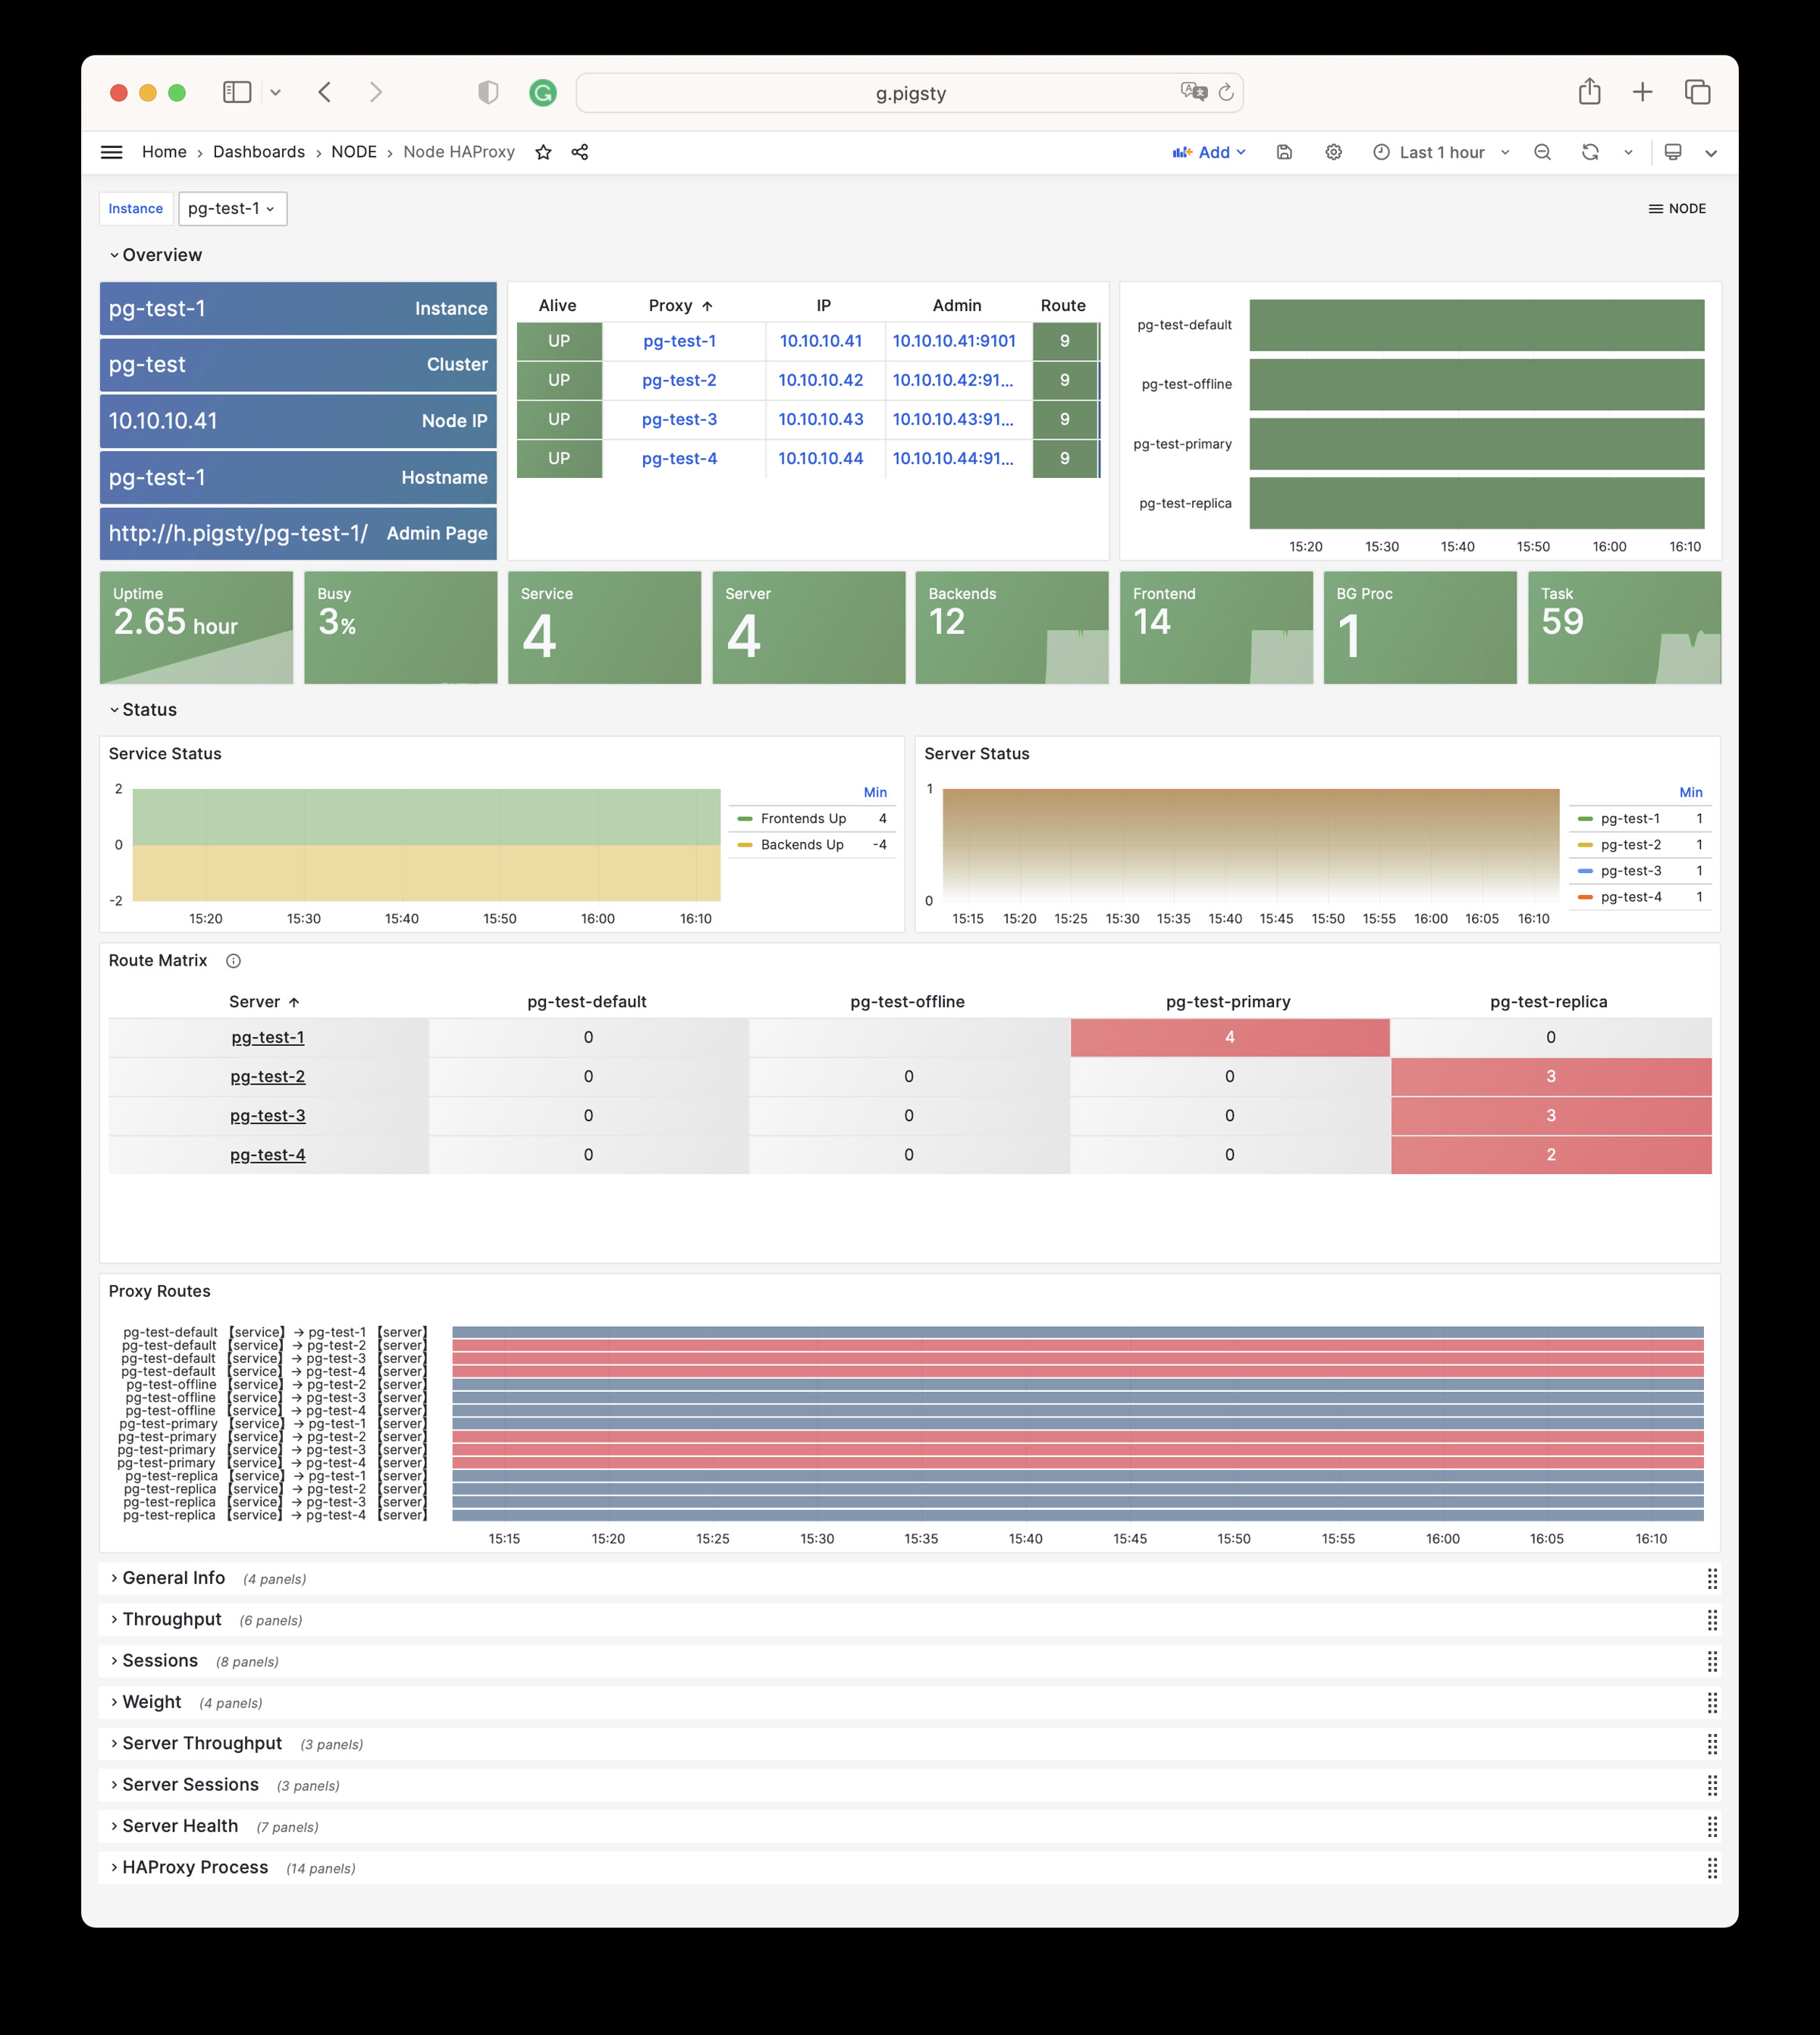 g.pigsty
Home › Dashboards › NODE › Node HAProxy
Add
Last 1 hour
Instance pg-test-1
NODE
Overview
pg-test-1 Instance
pg-test Cluster
10.10.10.41 Node IP
pg-test-1 Hostname
http://h.pigsty/pg-test-1/ Admin Page
Alive Proxy ↑ IP Admin Route
UP pg-test-1 10.10.10.41 10.10.10.41:9101 9
UP pg-test-2 10.10.10.42 10.10.10.42:91... 9
UP pg-test-3 10.10.10.43 10.10.10.43:91... 9
UP pg-test-4 10.10.10.44 10.10.10.44:91... 9
pg-test-default
pg-test-offline
pg-test-primary
pg-test-replica
15:20 15:30 15:40 15:50 16:00 16:10
Uptime
2.65 hour
Busy
3%
Service
4
Server
4
Backends
12
Frontend
14
BG Proc
1
Task
59
Status
Service Status
2
0
-2
15:20 15:30 15:40 15:50 16:00 16:10
Min
Frontends Up 4
Backends Up -4
Server Status
1
0
15:15 15:20 15:25 15:30 15:35 15:40 15:45 15:50 15:55 16:00 16:05 16:10
Min
pg-test-1 1
pg-test-2 1
pg-test-3 1
pg-test-4 1
Route Matrix
Server ↑ pg-test-default pg-test-offline pg-test-primary pg-test-replica
pg-test-1 0 4 0
pg-test-2 0 0 0 3
pg-test-3 0 0 0 3
pg-test-4 0 0 0 2
Proxy Routes
pg-test-default 【service】 → pg-test-1 【server】
pg-test-default 【service】 → pg-test-2 【server】
pg-test-default 【service】 → pg-test-3 【server】
pg-test-default 【service】 → pg-test-4 【server】
pg-test-offline 【service】 → pg-test-2 【server】
pg-test-offline 【service】 → pg-test-3 【server】
pg-test-offline 【service】 → pg-test-4 【server】
pg-test-primary 【service】 → pg-test-1 【server】
pg-test-primary 【service】 → pg-test-2 【server】
pg-test-primary 【service】 → pg-test-3 【server】
pg-test-primary 【service】 → pg-test-4 【server】
pg-test-replica 【service】 → pg-test-1 【server】
pg-test-replica 【service】 → pg-test-2 【server】
pg-test-replica 【service】 → pg-test-3 【server】
pg-test-replica 【service】 → pg-test-4 【server】
15:15 15:20 15:25 15:30 15:35 15:40 15:45 15:50 15:55 16:00 16:05 16:10
General Info (4 panels)
Throughput (6 panels)
Sessions (8 panels)
Weight (4 panels)
Server Throughput (3 panels)
Server Sessions (3 panels)
Server Health (7 panels)
HAProxy Process (14 panels)